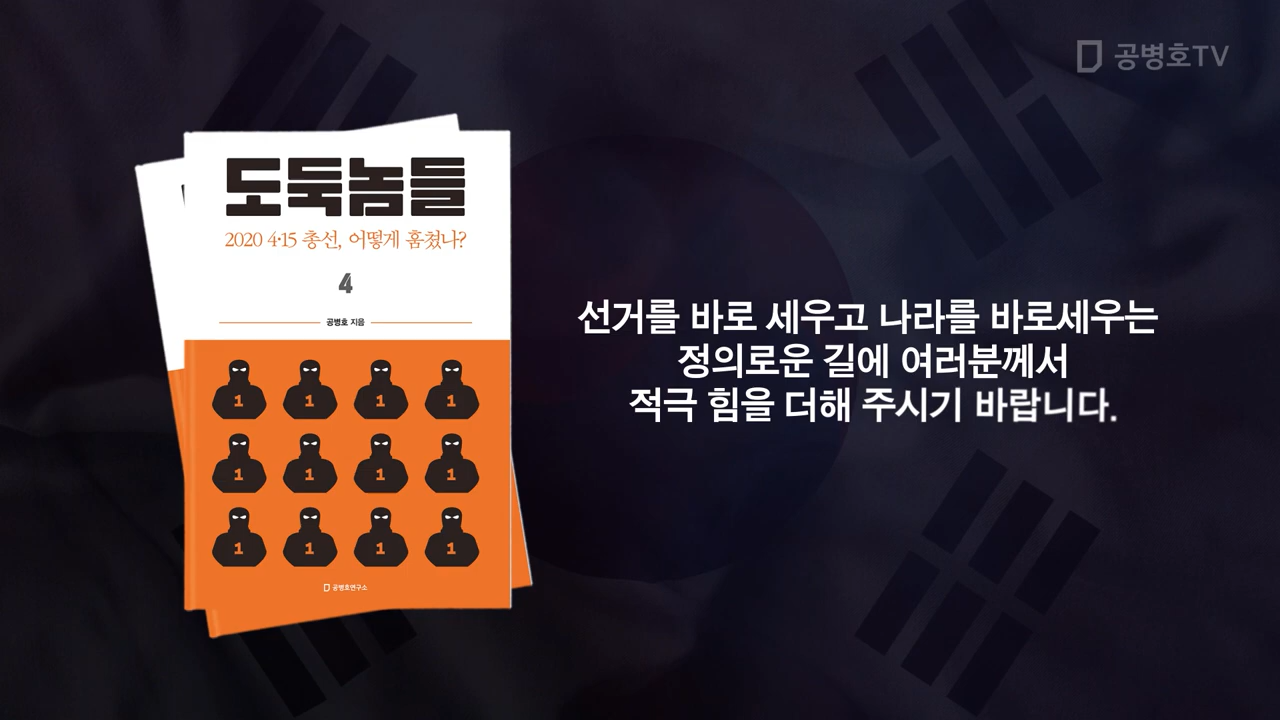 공병호TV
도둑놈들
2020 4·15 총선, 어떻게 훔쳤나?
4
공병호 지음
1 1 1 1
1 1 1 1
1 1 1 1
공병호연구소
선거를 바로 세우고 나라를 바로세우는
정의로운 길에 여러분께서
적극 힘을 더해 주시기 바랍니다.